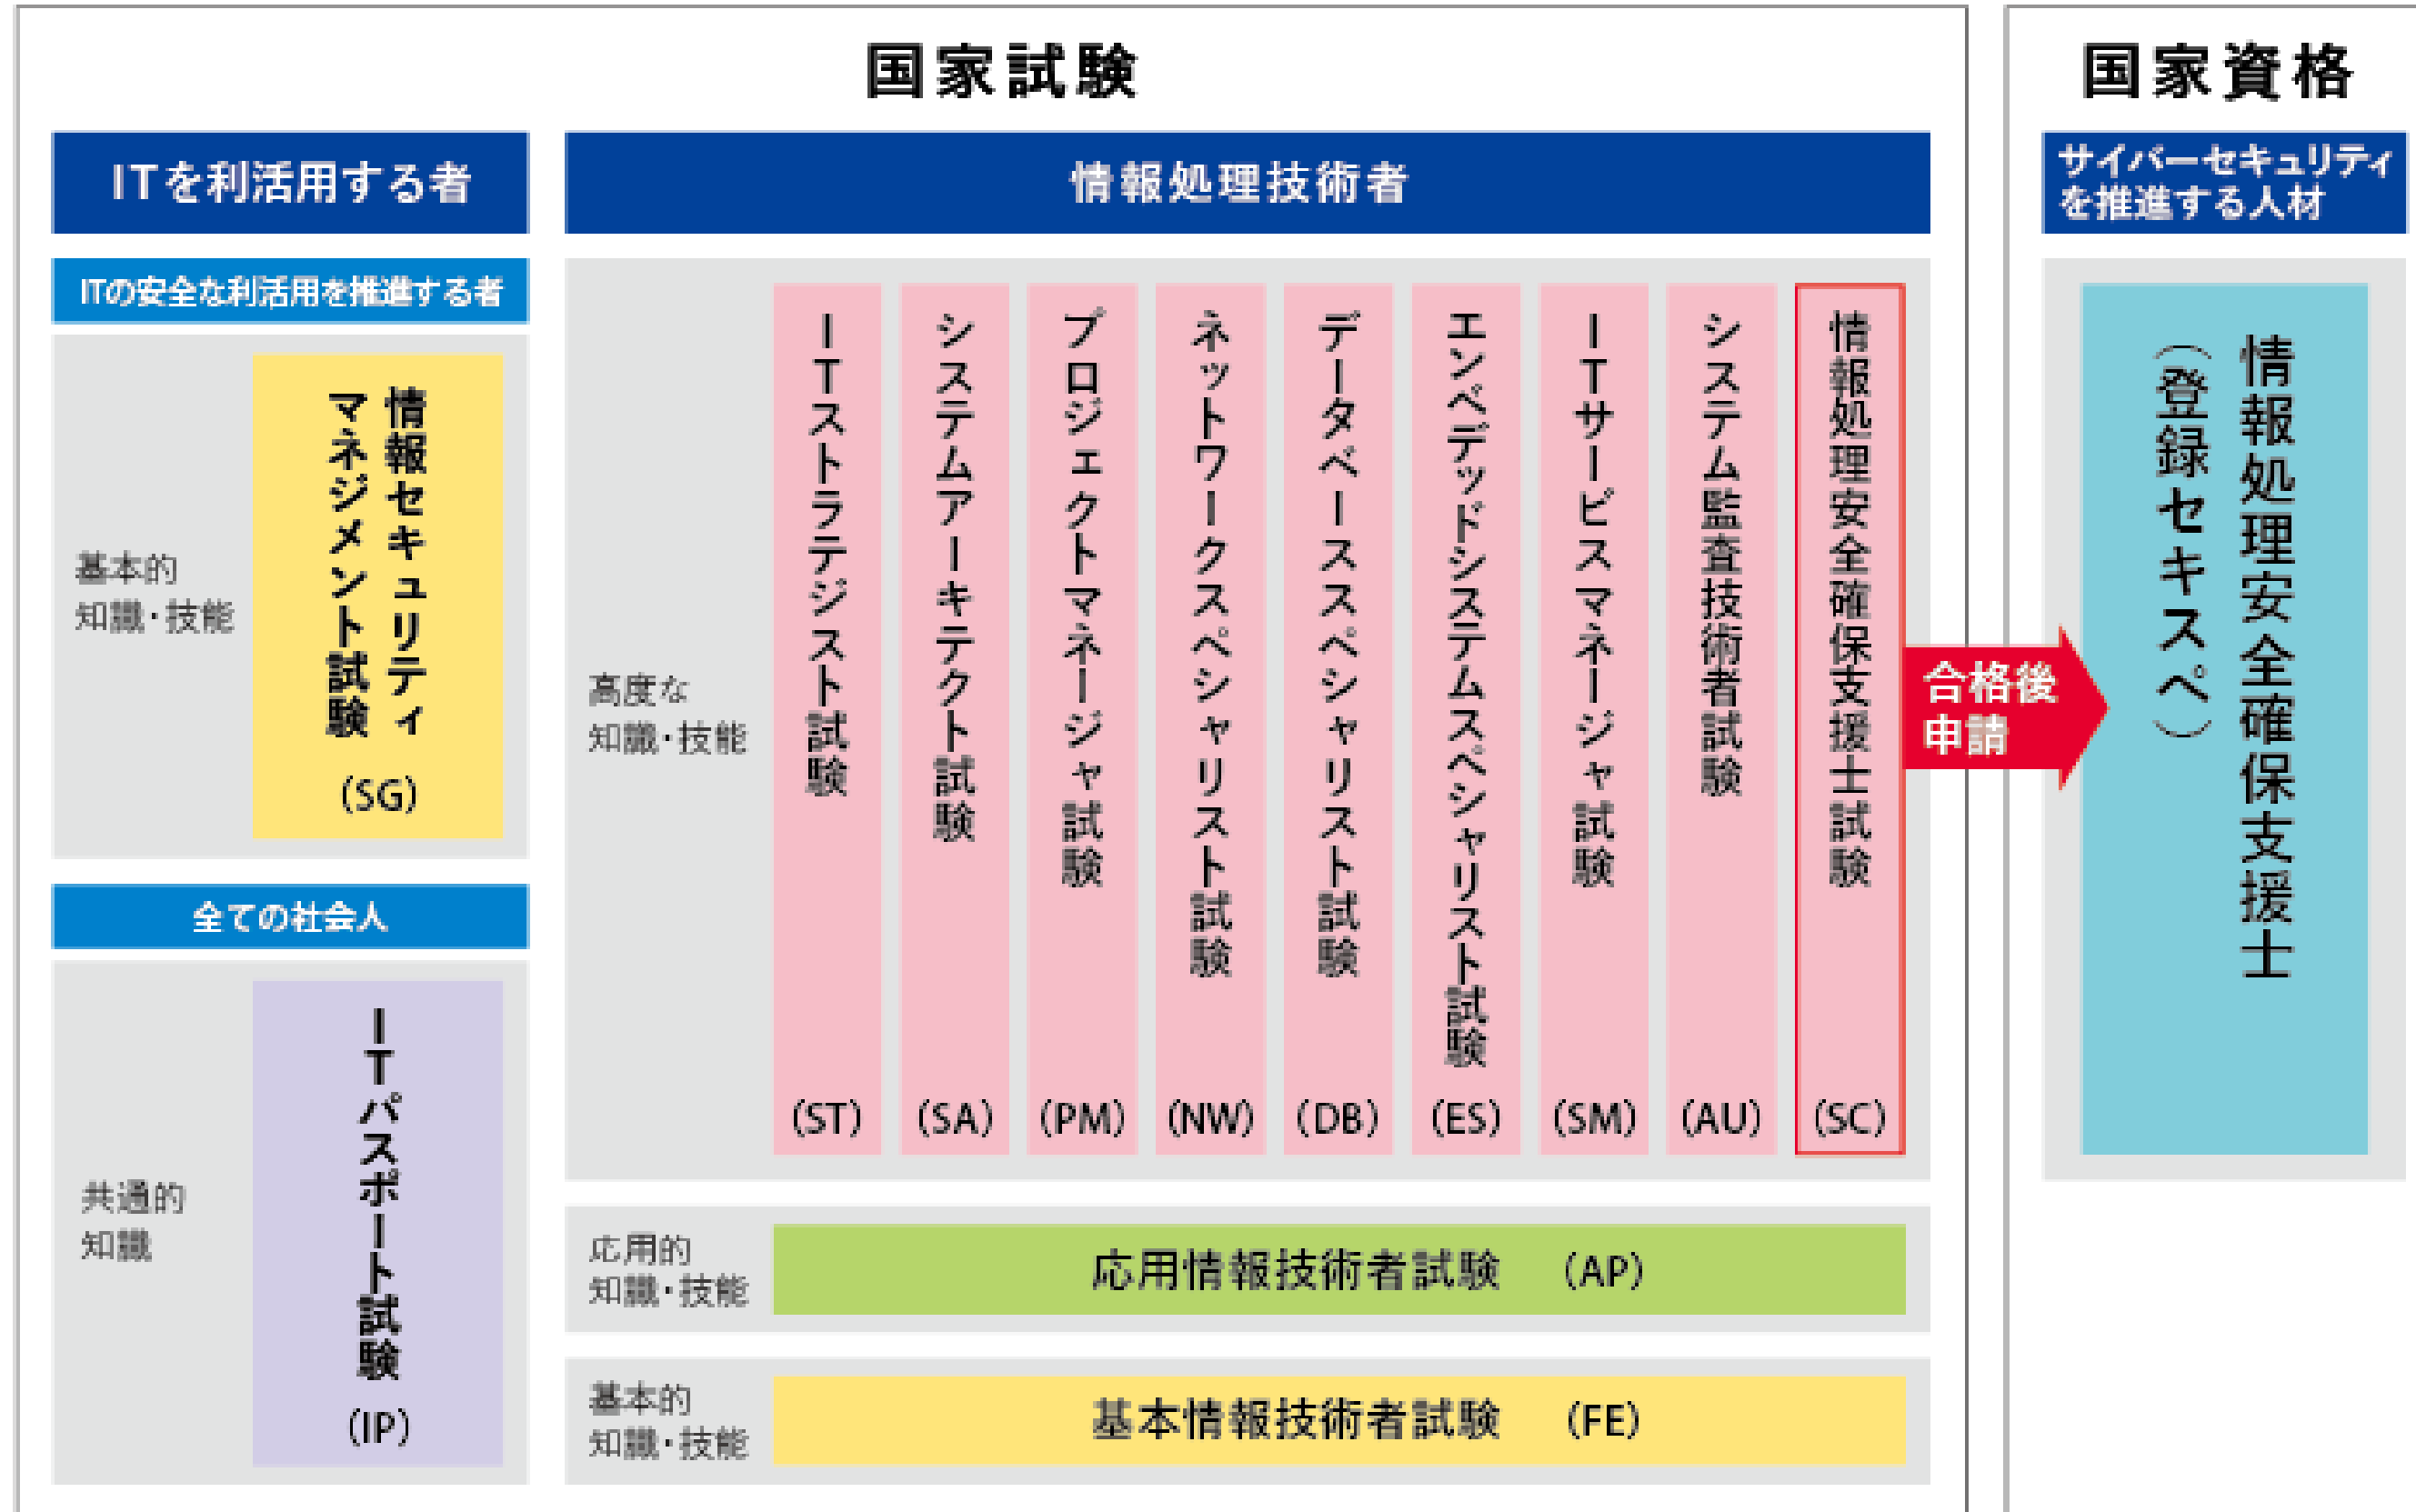 国家試験
ITを利活用する者
ITの安全な利活用を推進する者
基本的
知識・技能
情報セキュリティ
マネジメント試験
(SG)
全ての社会人
共通的
知識
ITパスポート試験
(IP)
情報処理技術者
高度な
知識・技能
ITストラテジスト試験
(ST)
システムアーキテクト試験
(SA)
プロジェクトマネージャ試験
(PM)
ネットワークスペシャリスト試験
(NW)
データベーススペシャリスト試験
(DB)
エンベデッドシステムスペシャリスト試験
(ES)
ITサービスマネージャ試験
(SM)
システム監査技術者試験
(AU)
情報処理安全確保支援士試験
(SC)
応用的
知識・技能
応用情報技術者試験 (AP)
基本的
知識・技能
基本情報技術者試験 (FE)
合格後
申請
国家資格
サイバーセキュリティ
を推進する人材
情報処理安全確保支援士
(登録セキスペ)